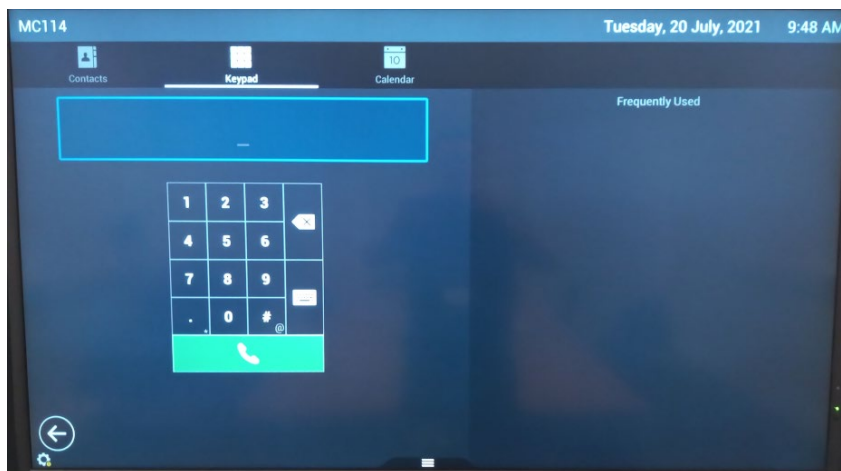 MC114
Tuesday, 20 July, 2021 9:48 AM
Contacts
Keypad
10
Calendar
Frequently Used
1 2 3
4 5 6
7 8 9
. 0 # @